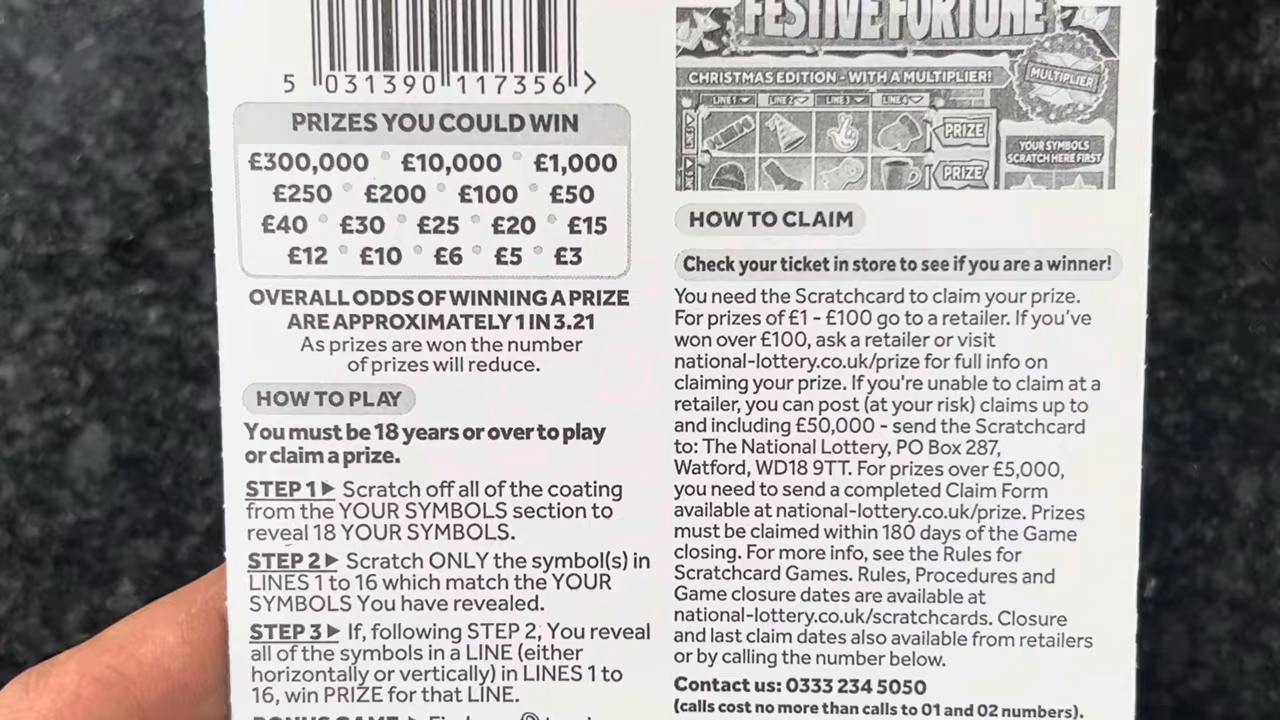 5 031390 117356 >
PRIZES YOU COULD WIN
£300,000 £10,000 £1,000
£250 £200 £100 £50
£40 £30 £25 £20 £15
£12 £10 £6 £5 £3
OVERALL ODDS OF WINNING A PRIZE
ARE APPROXIMATELY 1 IN 3.21
As prizes are won the number
of prizes will reduce.
HOW TO PLAY
You must be 18 years or over to play
or claim a prize.
STEP 1 Scratch off all of the coating
from the YOUR SYMBOLS section to
reveal 18 YOUR SYMBOLS.
STEP 2 Scratch ONLY the symbol(s) in
LINES 1 to 16 which match the YOUR
SYMBOLS You have revealed.
STEP 3 If, following STEP 2, You reveal
all of the symbols in a LINE (either
horizontally or vertically) in LINES 1 to
16, win PRIZE for that LINE.
BONUS GAME
FESTIVE FORTUNE
CHRISTMAS EDITION - WITH A MULTIPLIER!
MULTIPLIER
LINE 1 LINE 2 LINE 3 LINE 4
PRIZE
YOUR SYMBOLS
SCRATCH HERE FIRST
PRIZE
HOW TO CLAIM
Check your ticket in store to see if you are a winner!
You need the Scratchcard to claim your prize.
For prizes of £1 - £100 go to a retailer. If you've
won over £100, ask a retailer or visit
national-lottery.co.uk/prize for full info on
claiming your prize. If you're unable to claim at a
retailer, you can post (at your risk) claims up to
and including £50,000 - send the Scratchcard
to: The National Lottery, PO Box 287,
Watford, WD18 9TT. For prizes over £5,000,
you need to send a completed Claim Form
available at national-lottery.co.uk/prize. Prizes
must be claimed within 180 days of the Game
closing. For more info, see the Rules for
Scratchcard Games. Rules, Procedures and
Game closure dates are available at
national-lottery.co.uk/scratchcards. Closure
and last claim dates also available from retailers
or by calling the number below.
Contact us: 0333 234 5050
(calls cost no more than calls to 01 and 02 numbers).